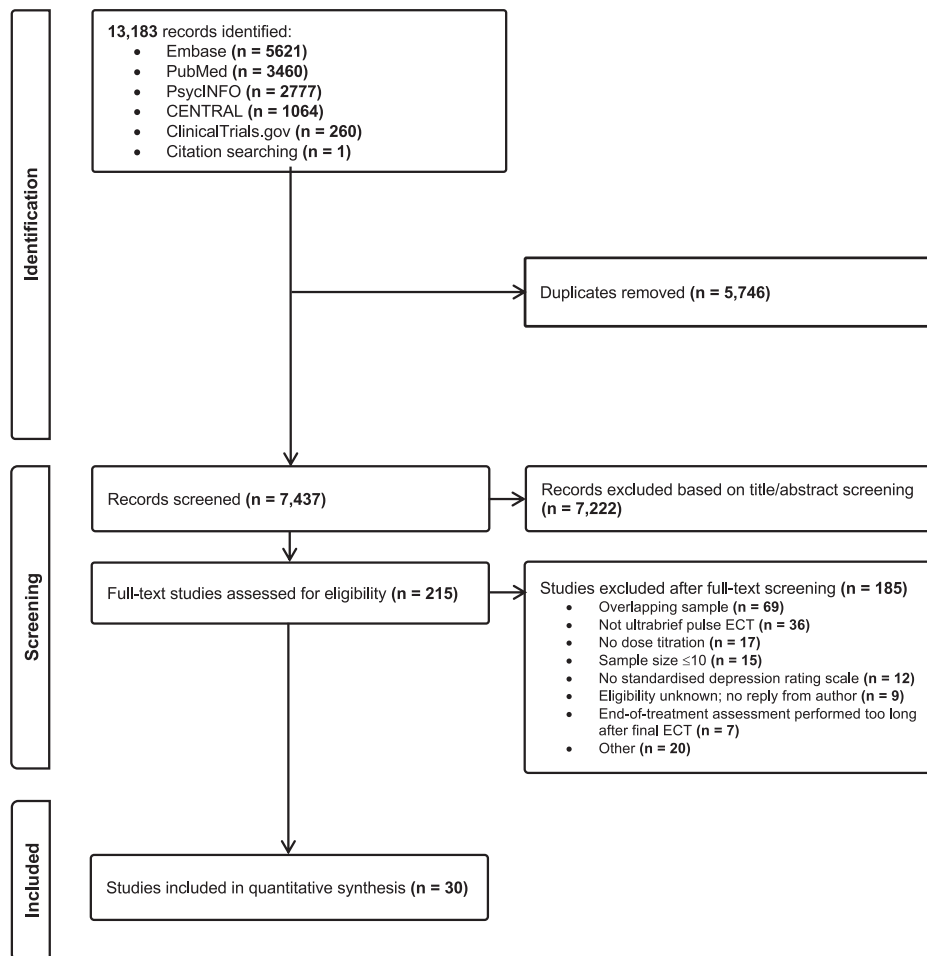 Identification
13,183 records identified:
• Embase (n = 5621)
• PubMed (n = 3460)
• PsycINFO (n = 2777)
• CENTRAL (n = 1064)
• ClinicalTrials.gov (n = 260)
• Citation searching (n = 1)
Duplicates removed (n = 5,746)
Screening
Records screened (n = 7,437)
Records excluded based on title/abstract screening
(n = 7,222)
Full-text studies assessed for eligibility (n = 215)
Studies excluded after full-text screening (n = 185)
• Overlapping sample (n = 69)
• Not ultrabrief pulse ECT (n = 36)
• No dose titration (n = 17)
• Sample size ≤10 (n = 15)
• No standardised depression rating scale (n = 12)
• Eligibility unknown; no reply from author (n = 9)
• End-of-treatment assessment performed too long
after final ECT (n = 7)
• Other (n = 20)
Included
Studies included in quantitative synthesis (n = 30)